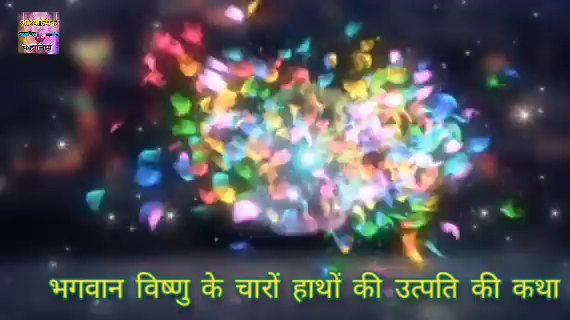 भगवान विष्णु के चारों हाथों की उत्पति की कथा